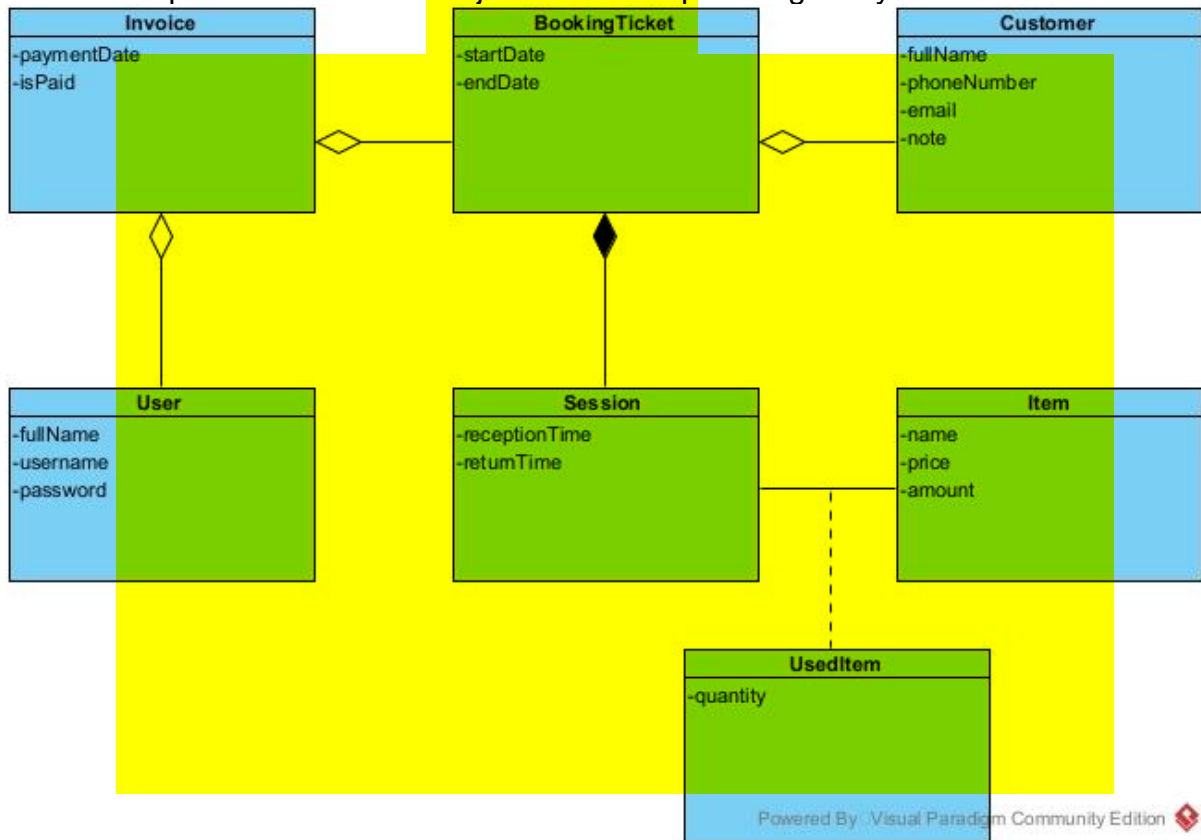 Invoice
-paymentDate
-isPaid
BookingTicket
-startDate
-endDate
Customer
-fullName
-phoneNumber
-email
-note
User
-fullName
-username
-password
Session
-receptionTime
-returnTime
Item
-name
-price
-amount
UsedItem
-quantity
Powered By Visual Paradigm Community Edition